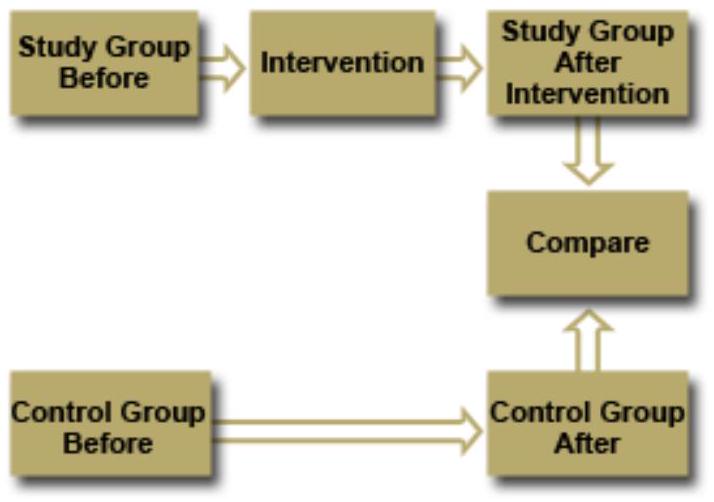 Study Group
Before
Intervention
Study Group
After
Intervention
Compare
Control Group
Before
Control Group
After